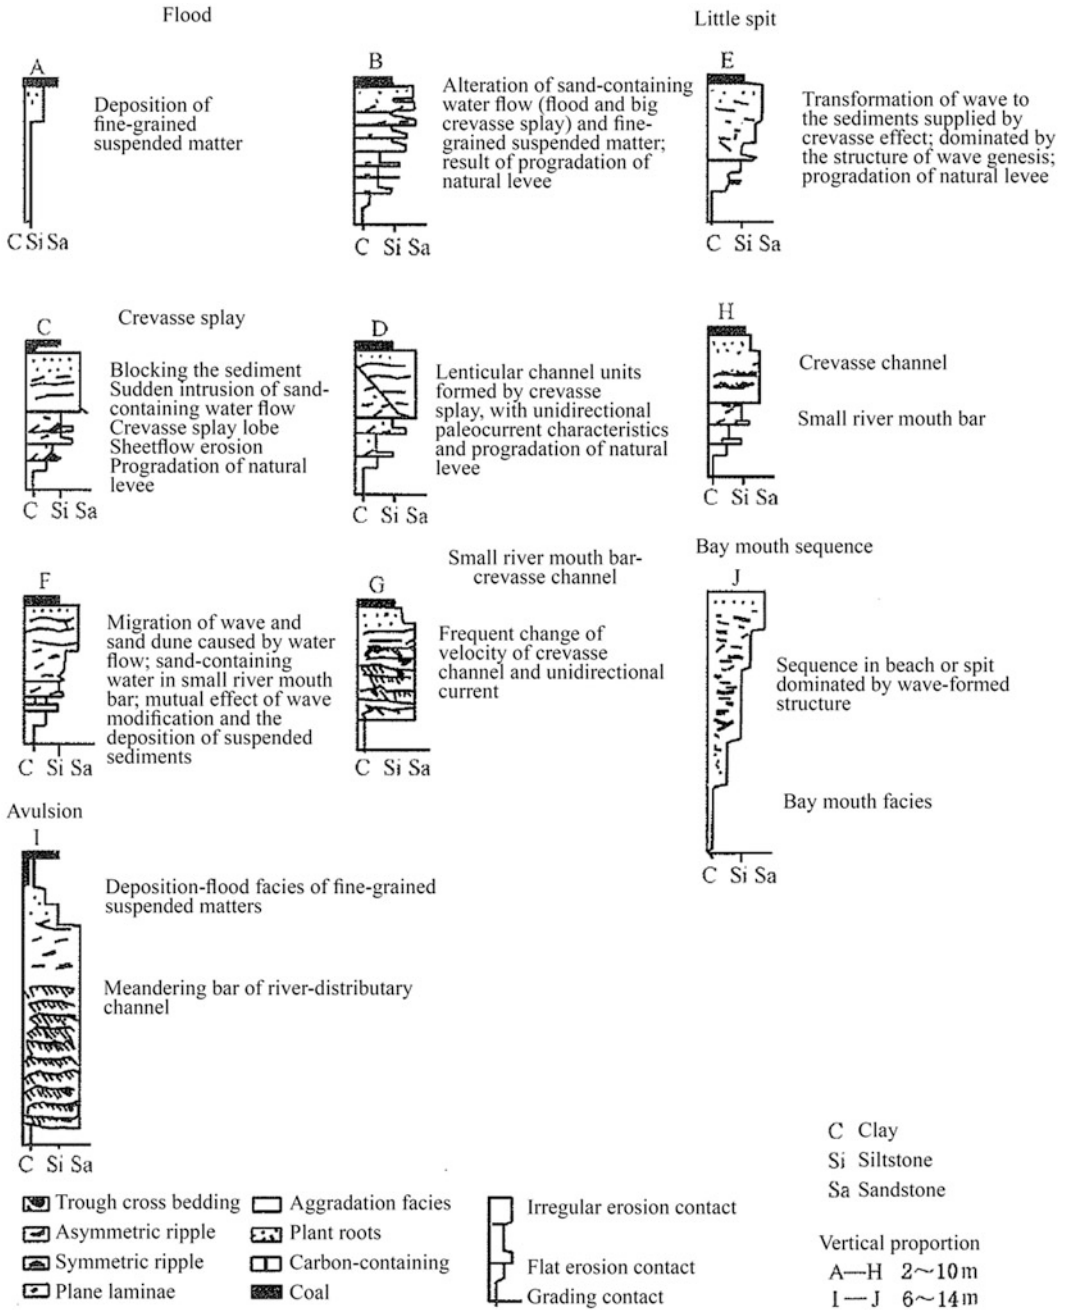 Flood
A
Deposition of
fine-grained
suspended matter
C Si Sa
B
Alteration of sand-containing
water flow (flood and big
crevasse splay) and fine-
grained suspended matter;
result of progradation of
natural levee
C Si Sa
Little spit
E
Transformation of wave to
the sediments supplied by
crevasse effect; dominated by
the structure of wave genesis;
progradation of natural levee
C Si Sa
Crevasse splay
C
Blocking the sediment
Sudden intrusion of sand-
containing water flow
Crevasse splay lobe
Sheetflow erosion
Progradation of natural
levee
C Si Sa
D
Lenticular channel units
formed by crevasse
splay, with unidirectional
paleocurrent characteristics
and progradation of natural
levee
C Si Sa
H
Crevasse channel
Small river mouth bar
C Si Sa
F
Migration of wave and
sand dune caused by water
flow; sand-containing
water in small river mouth
bar; mutual effect of wave
modification and the
deposition of suspended
sediments
C Si Sa
Small river mouth bar-
crevasse channel
G
Frequent change of
velocity of crevasse
channel and unidirectional
current
C Si Sa
Bay mouth sequence
J
Sequence in beach or spit
dominated by wave-formed
structure
Bay mouth facies
C Si Sa
Avulsion
I
Deposition-flood facies of fine-grained
suspended matters
Meandering bar of river-distributary
channel
C Si Sa
Trough cross bedding
Asymmetric ripple
Symmetric ripple
Plane laminae
Aggradation facies
Plant roots
Carbon-containing
Coal
Irregular erosion contact
Flat erosion contact
Grading contact
C Clay
Si Siltstone
Sa Sandstone
Vertical proportion
A—H 2~10m
I—J 6~14m